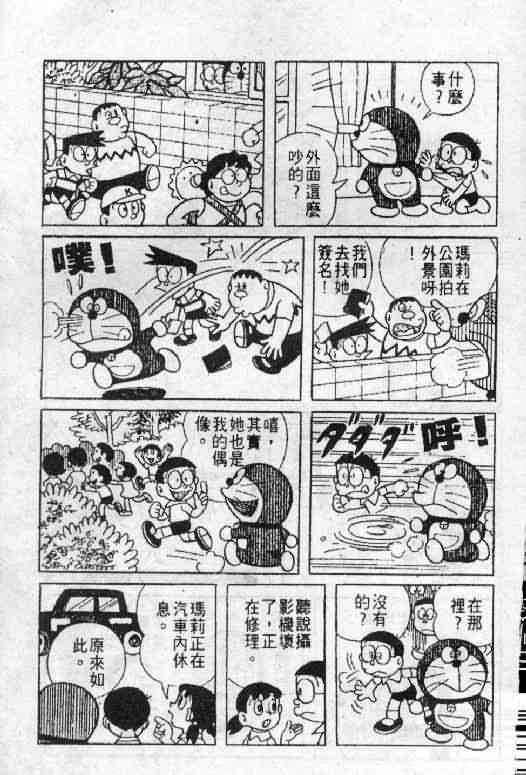 什麼
事？
外面這麼
吵的？
瑪莉在
公園拍
外景呀
！
我們
去找她
簽名！
噗！
呼！
ダダダ
嘻，
其實
她也是
我的偶
像。
在那
裡？
沒有
的？
聽說攝
影機壞
了，正
在修理。
瑪莉正在
汽車內休
息。
原來如
此。